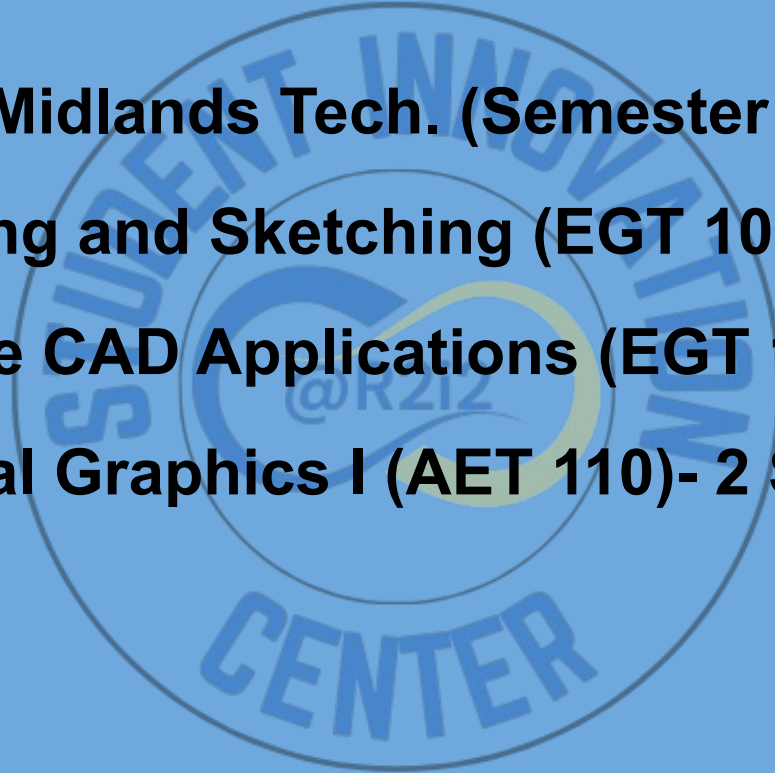 Midlands Tech. (Semester
ng and Sketching (EGT 10
e CAD Applications (EGT
al Graphics I (AET 110)- 2
STUDENT INNOVATION
@R2i2
CENTER